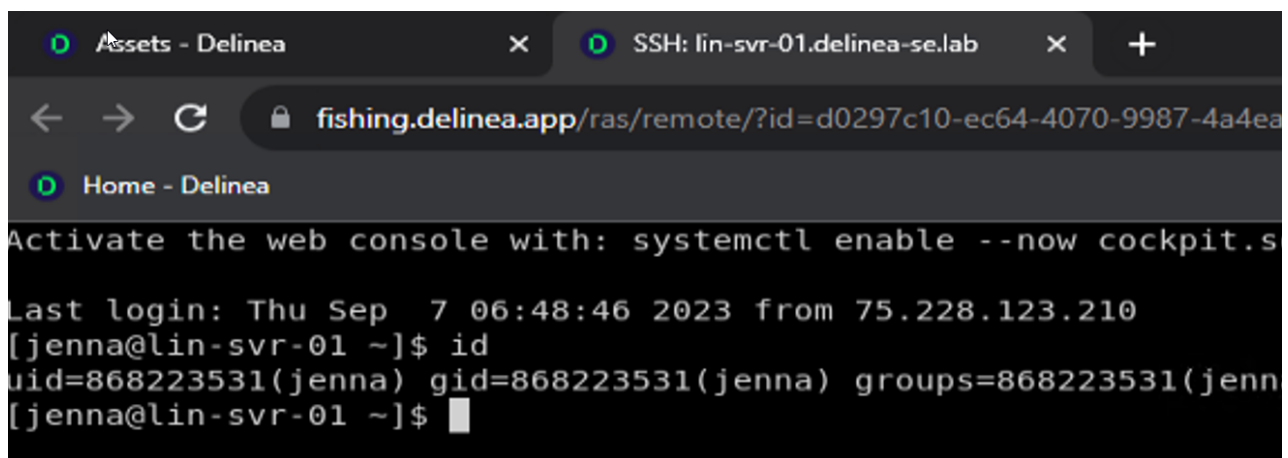 Assets - Delinea
SSH: lin-svr-01.delinea-se.lab
fishing.delinea.app/ras/remote/?id=d0297c10-ec64-4070-9987-4a4ea
Home - Delinea
Activate the web console with: systemctl enable --now cockpit.s
Last login: Thu Sep  7 06:48:46 2023 from 75.228.123.210
[jenna@lin-svr-01 ~]$ id
uid=868223531(jenna) gid=868223531(jenna) groups=868223531(jenn
[jenna@lin-svr-01 ~]$